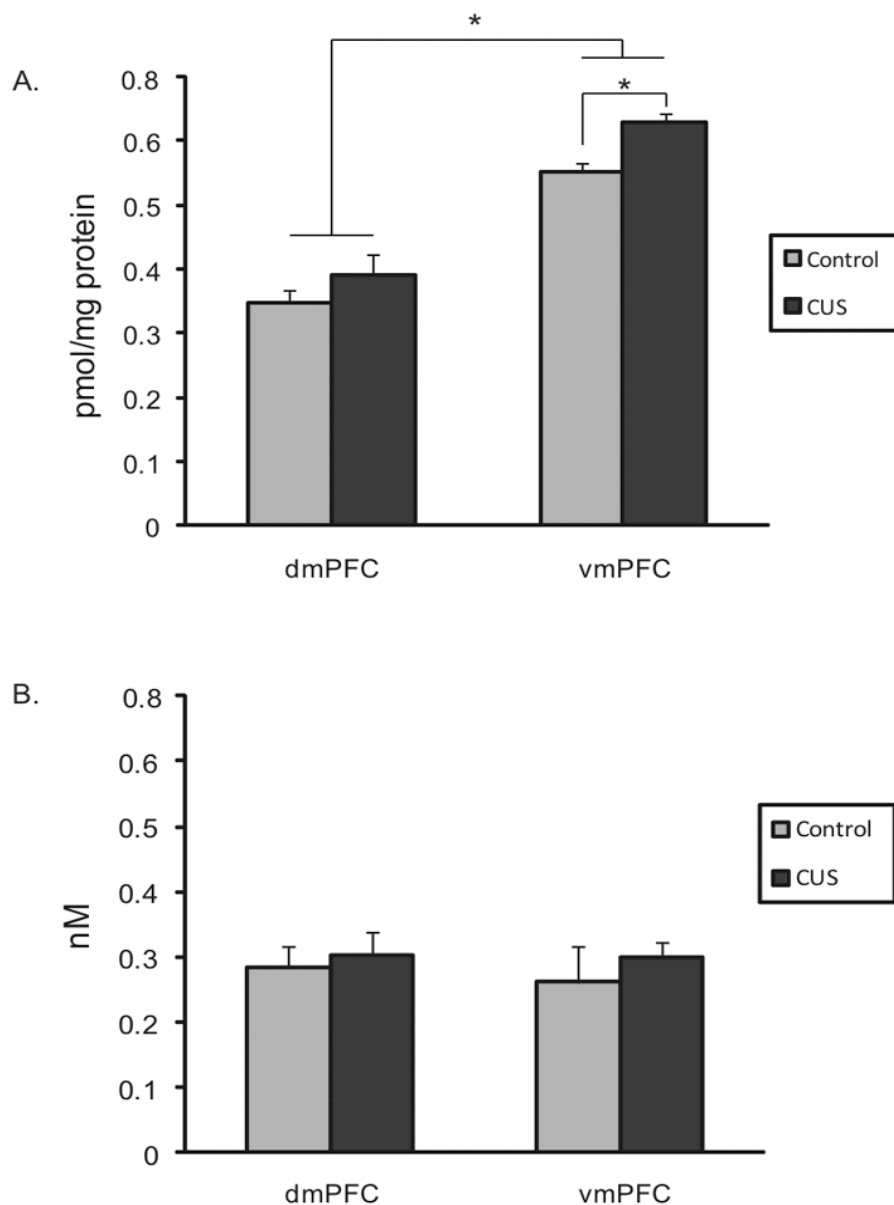 *
A.
0.8
*
0.6
0.5
0.4
0.3
0.2
0.1
0
pmol/mg protein
Control
CUS
dmPFC vmPFC
B.
0.8
0.6
0.5
0.4
0.3
0.2
0.1
0
nM
Control
CUS
dmPFC vmPFC